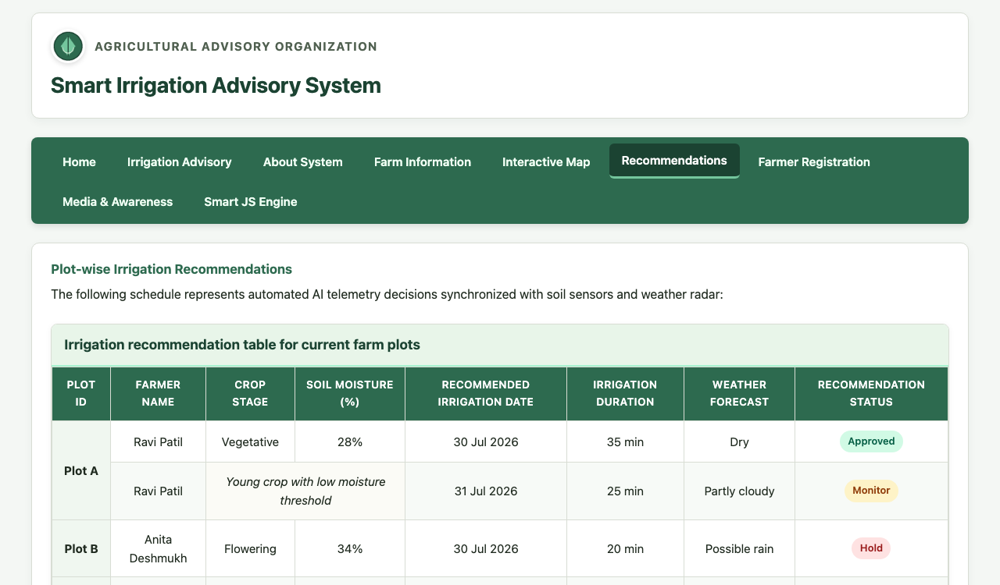 AGRICULTURAL ADVISORY ORGANIZATION
Smart Irrigation Advisory System
Home Irrigation Advisory About System Farm Information Interactive Map Recommendations Farmer Registration
Media & Awareness Smart JS Engine
Plot-wise Irrigation Recommendations
The following schedule represents automated AI telemetry decisions synchronized with soil sensors and weather radar:
Irrigation recommendation table for current farm plots
PLOT ID FARMER NAME CROP STAGE SOIL MOISTURE (%) RECOMMENDED IRRIGATION DATE IRRIGATION DURATION WEATHER FORECAST RECOMMENDATION STATUS
Plot A Ravi Patil Vegetative 28% 30 Jul 2026 35 min Dry Approved
Ravi Patil Young crop with low moisture threshold 31 Jul 2026 25 min Partly cloudy Monitor
Plot B Anita Deshmukh Flowering 34% 30 Jul 2026 20 min Possible rain Hold